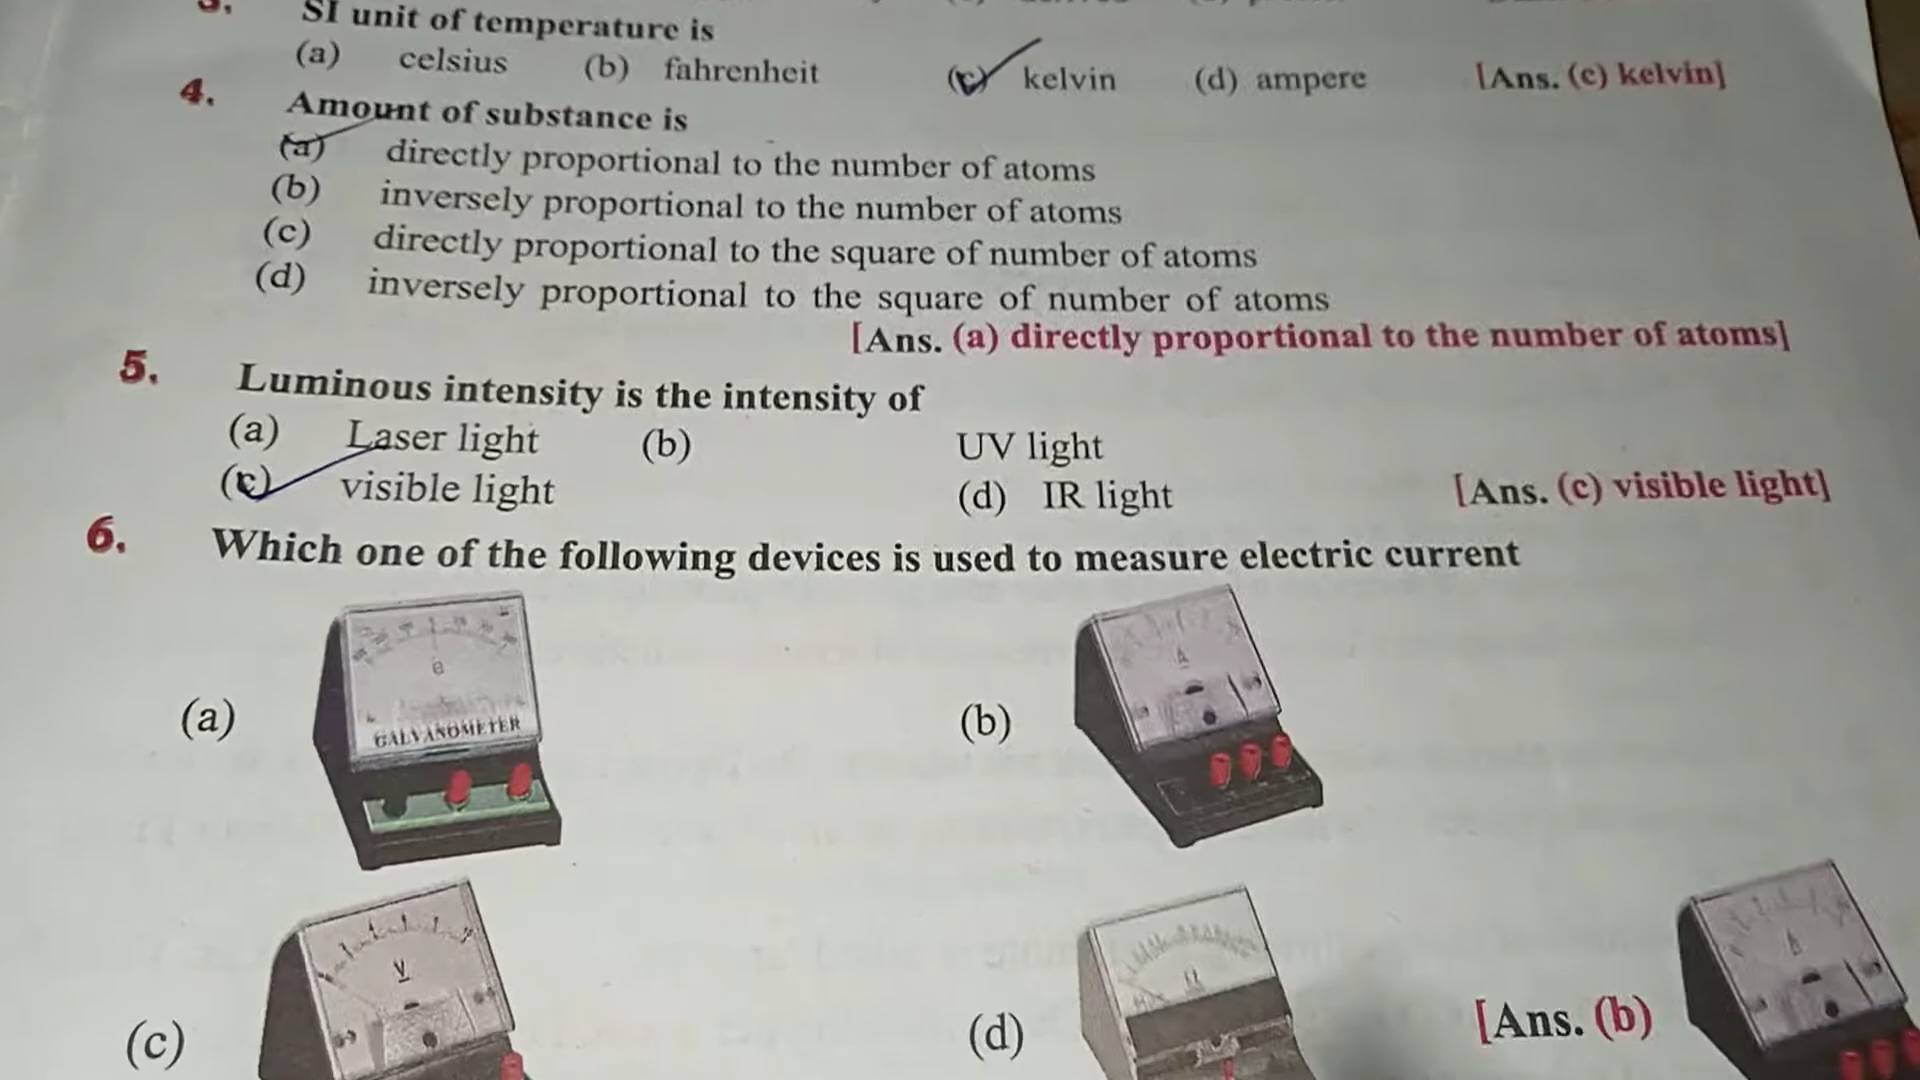 3. SI unit of temperature is
(a) celsius (b) fahrenheit (c) kelvin (d) ampere [Ans. (c) kelvin]
4. Amount of substance is
(a) directly proportional to the number of atoms
(b) inversely proportional to the number of atoms
(c) directly proportional to the square of number of atoms
(d) inversely proportional to the square of number of atoms
[Ans. (a) directly proportional to the number of atoms]
5. Luminous intensity is the intensity of
(a) Laser light (b) UV light
(c) visible light (d) IR light [Ans. (c) visible light]
6. Which one of the following devices is used to measure electric current
G
GALVANOMETER
A
(a) (b)
V
A
(c) (d) [Ans. (b)